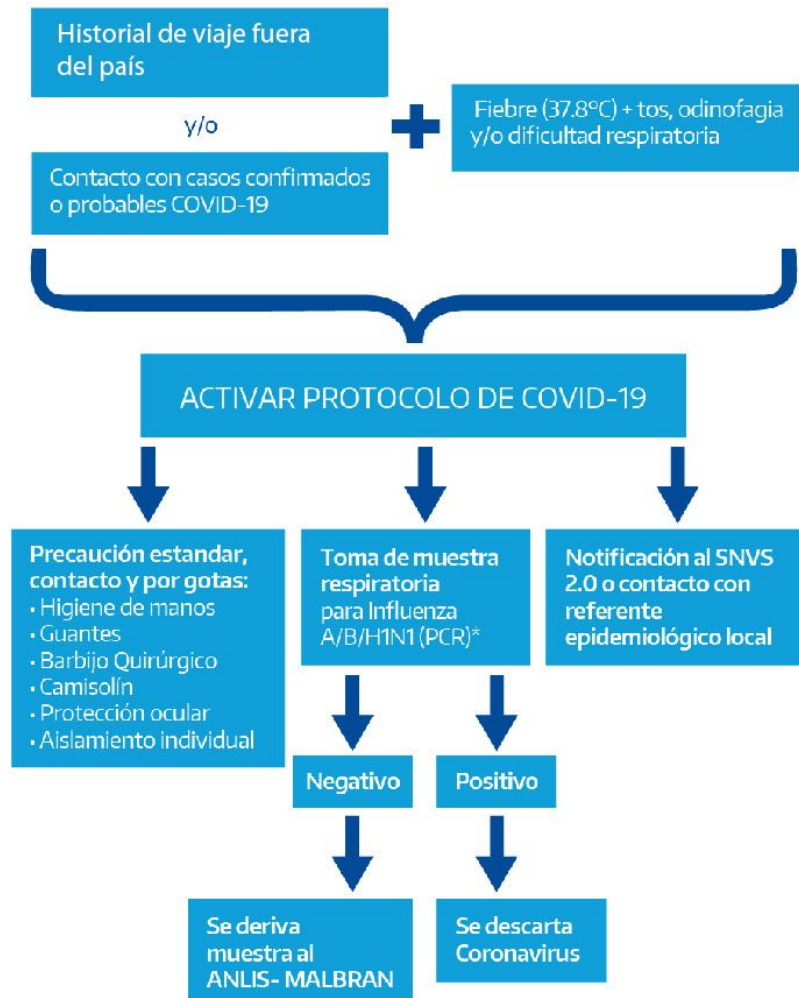 Historial de viaje fuera
del país
y/o
Contacto con casos confirmados
o probables COVID-19
Fiebre (37.8ºC) + tos, odinofagia
y/o dificultad respiratoria
ACTIVAR PROTOCOLO DE COVID-19
Precaución estandar,
contacto y por gotas:
• Higiene de manos
• Guantes
• Barbijo Quirúrgico
• Camisolín
• Protección ocular
• Aislamiento individual
Toma de muestra
respiratoria
para Influenza
A/B/H1N1 (PCR)*
Notificación al SNVS
2.0 o contacto con
referente
epidemiológico local
Negativo
Positivo
Se deriva
muestra al
ANLIS- MALBRAN
Se descarta
Coronavirus